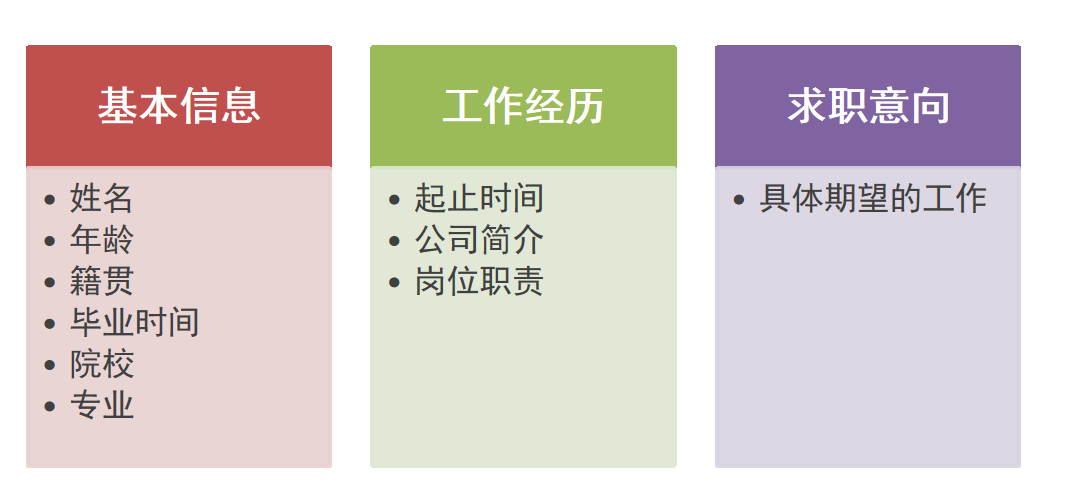 基本信息
• 姓名
• 年龄
• 籍贯
• 毕业时间
• 院校
• 专业
工作经历
• 起止时间
• 公司简介
• 岗位职责
求职意向
• 具体期望的工作